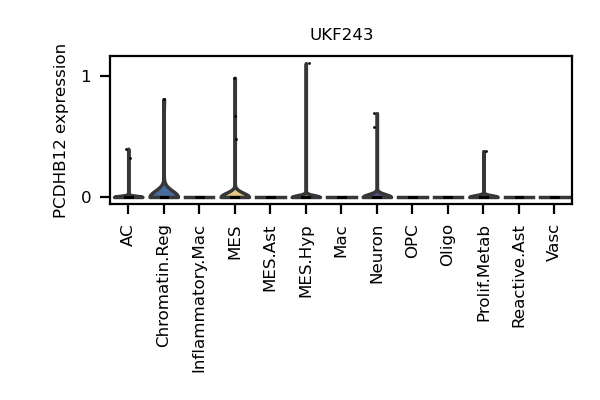 UKF243
PCDHB12 expression
1
0
AC
Chromatin.Reg
Inflammatory.Mac
MES
MES.Ast
MES.Hyp
Mac
Neuron
OPC
Oligo
Prolif.Metab
Reactive.Ast
Vasc